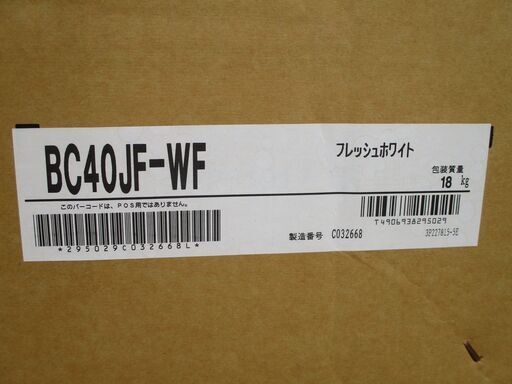 BC40JF-WF
フレッシュホワイト
包装質量
18 kg
このバーコードは、POS用ではありません。
*295029C032668L*
T4906938295029
製造番号 C032668
3P227815-5E